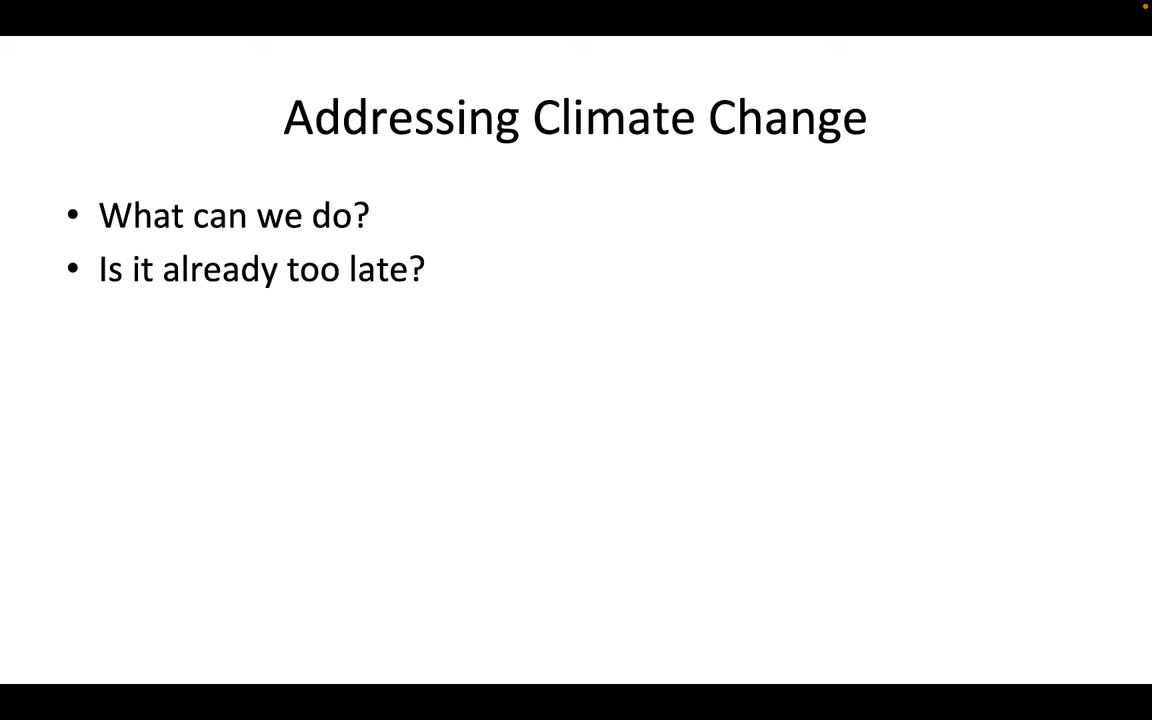 Addressing Climate Change
• What can we do?
• Is it already too late?